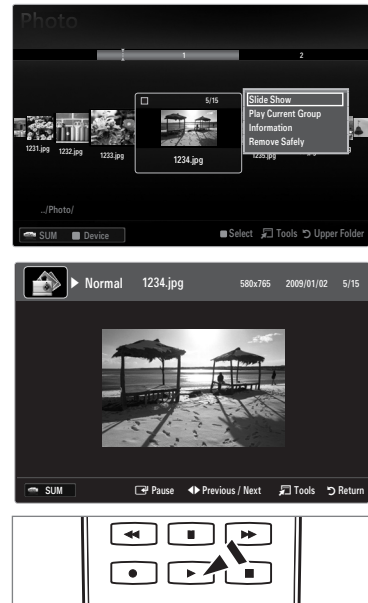 Photo
1 2
5/15
1231.jpg 1232.jpg 1233.jpg 1234.jpg 1235.jpg
Slide Show
Play Current Group
Information
Remove Safely
../Photo/
SUM Device Select Tools Upper Folder
Normal 1234.jpg 580x765 2009/01/02 5/15
SUM Pause Previous / Next Tools Return